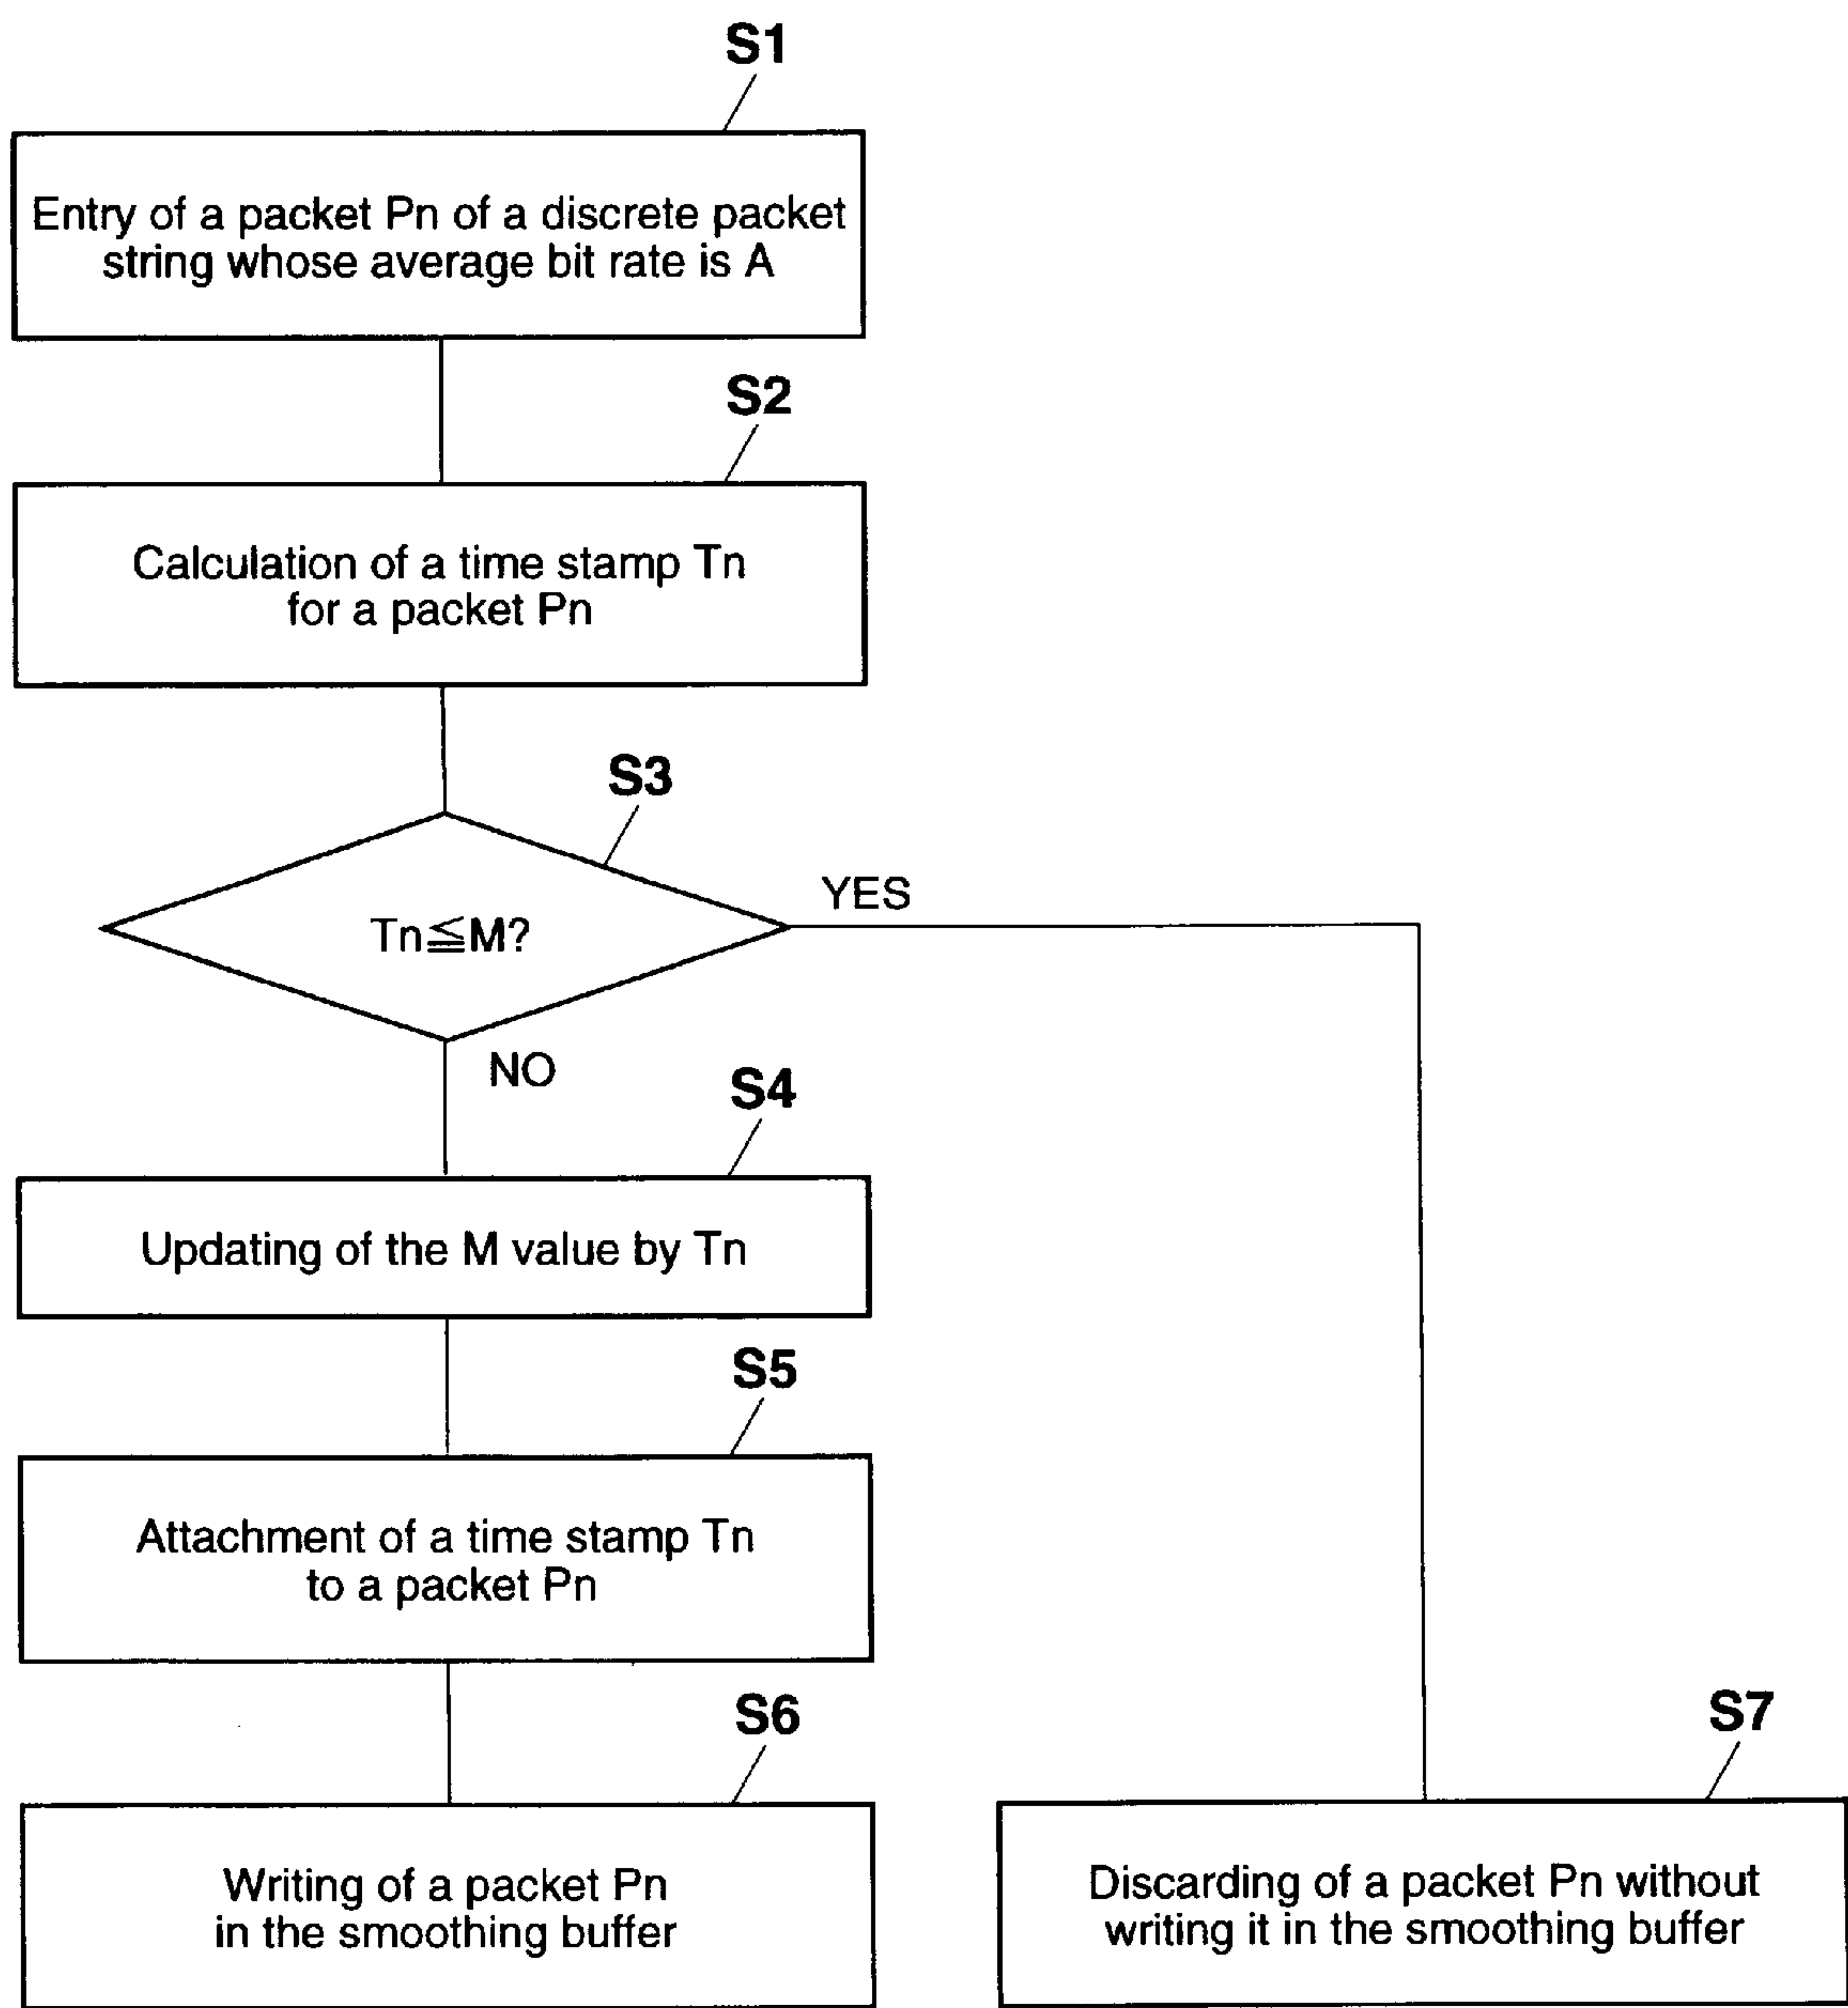 S1
Entry of a packet Pn of a discrete packet
string whose average bit rate is A
S2
Calculation of a time stamp Tn
for a packet Pn
S3
Tn≦M?
YES
NO
S4
Updating of the M value by Tn
S5
Attachment of a time stamp Tn
to a packet Pn
S6
Writing of a packet Pn
in the smoothing buffer
S7
Discarding of a packet Pn without
writing it in the smoothing buffer